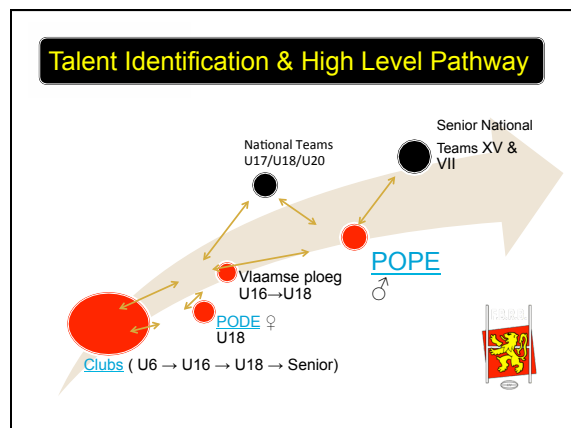 Talent Identification & High Level Pathway
Senior National
Teams XV &
VII
National Teams
U17/U18/U20
POPE
♂
Vlaamse ploeg
U16→U18
PODE ♀
U18
Clubs ( U6 → U16 → U18 → Senior)